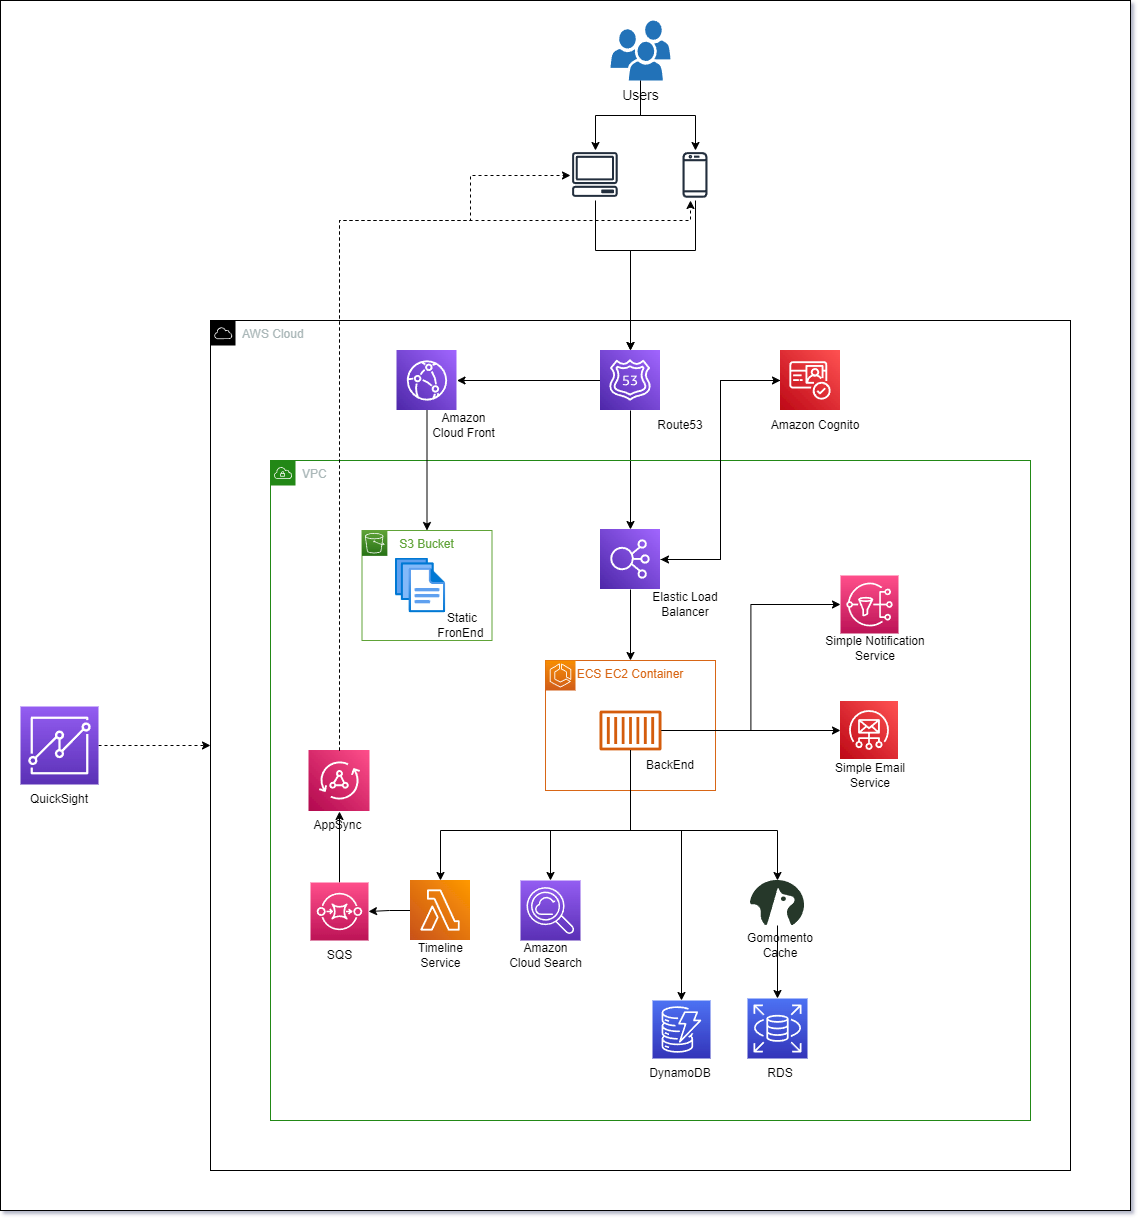 Users
AWS Cloud
53
Amazon
Cloud Front
Route53
Amazon Cognito
VPC
S3 Bucket
Static
FronEnd
Elastic Load
Balancer
Simple Notification
Service
ECS EC2 Container
BackEnd
Simple Email
Service
QuickSight
AppSync
SQS
Timeline
Service
Amazon
Cloud Search
Gomomento
Cache
DynamoDB
RDS